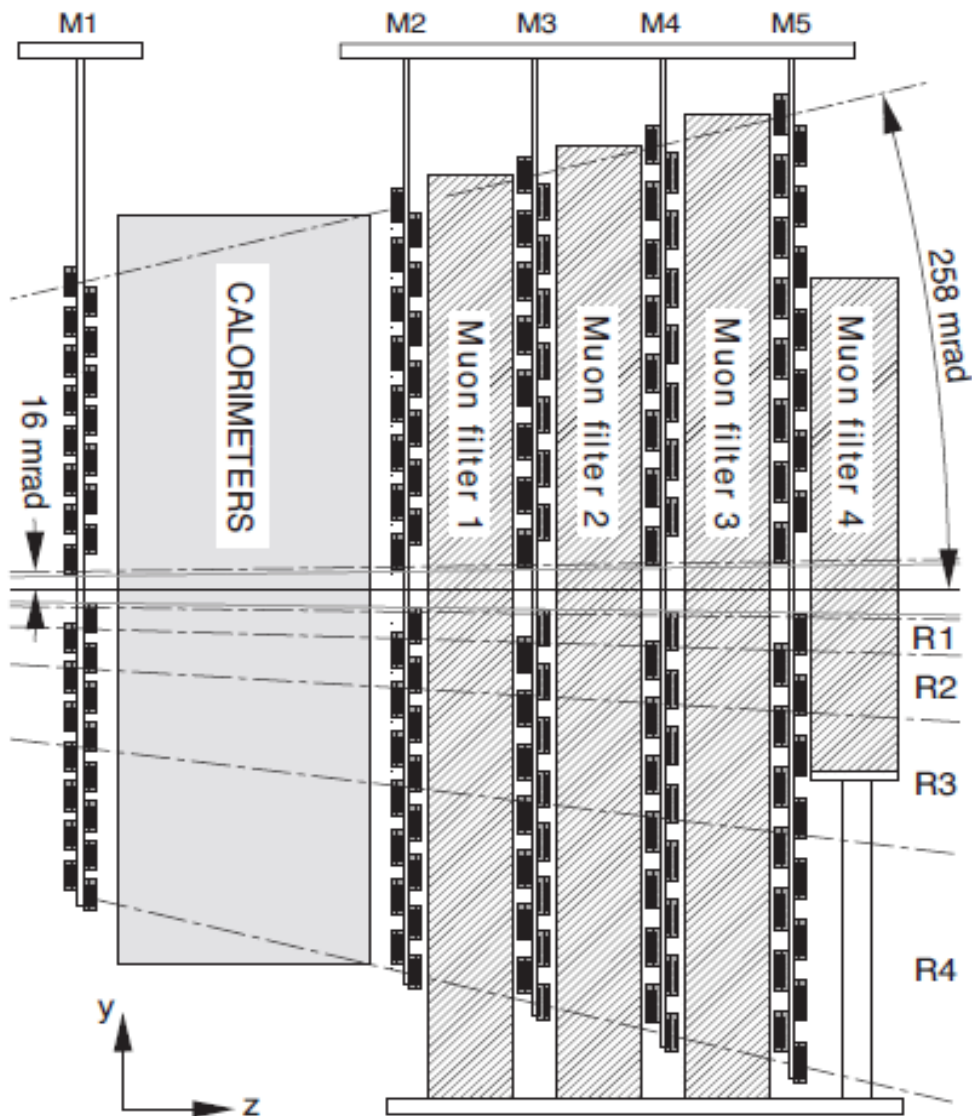 M1
M2
M3
M4
M5
258 mrad
CALORIMETERS
Muon filter 1
Muon filter 2
Muon filter 3
Muon filter 4
16 mrad
R1
R2
R3
R4
y
z